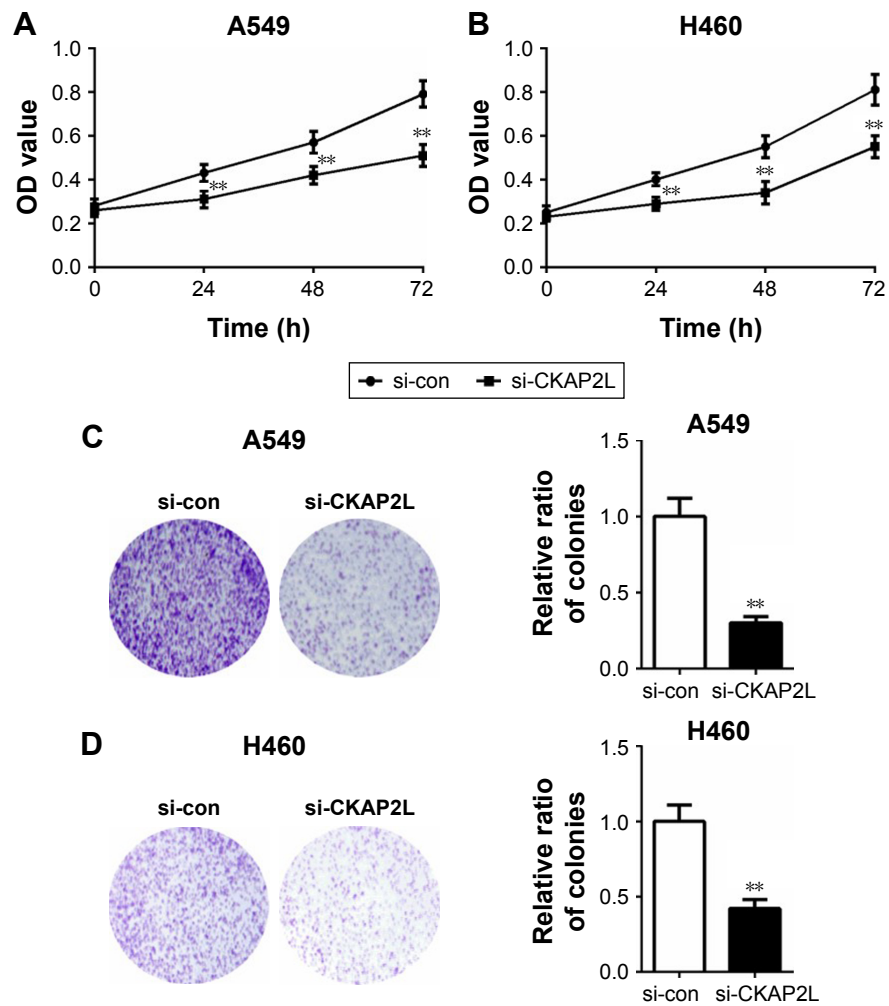 A
A549
1.0
0.8
0.6
0.4
0.2
0.0
OD value
**
**
**
0 24 48 72
Time (h)
B
H460
1.0
0.8
0.6
0.4
0.2
0.0
OD value
**
**
**
0 24 48 72
Time (h)
si-con si-CKAP2L
C
A549
si-con si-CKAP2L
A549
Relative ratio
of colonies
1.5
1.0
0.5
0.0
**
si-con si-CKAP2L
D
H460
si-con si-CKAP2L
H460
Relative ratio
of colonies
1.5
1.0
0.5
0.0
**
si-con si-CKAP2L